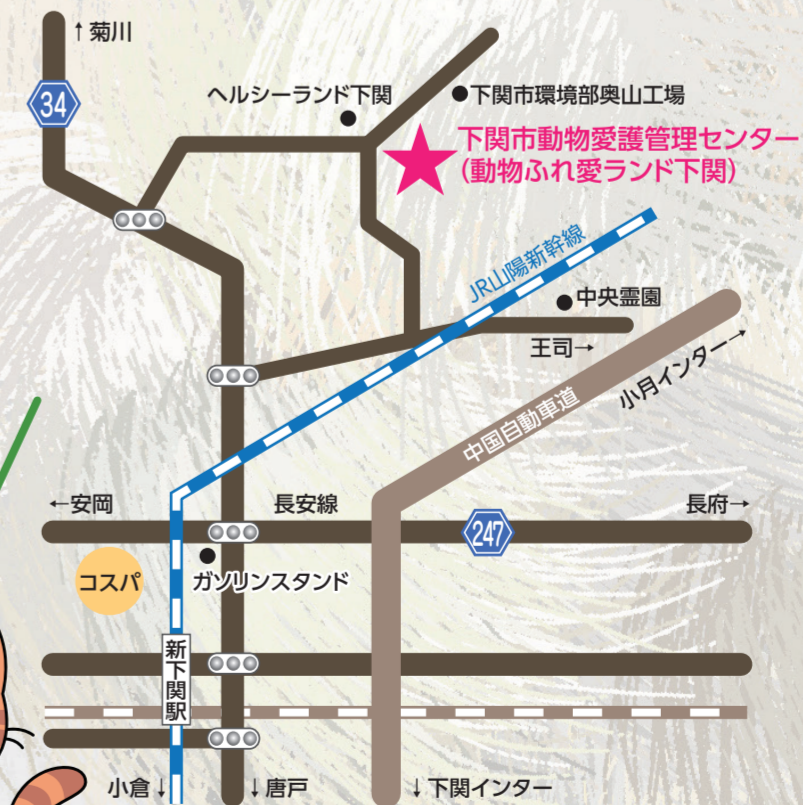 ↑菊川
34
ヘルシーランド下関
下関市環境部奥山工場
下関市動物愛護管理センター
(動物ふれ愛ランド下関)
JR山陽新幹線
中央霊園
王司→
小月インター→
中国自動車道
←安岡
長安線
長府→
247
コスパ
ガソリンスタンド
新下関駅
小倉↓
↓唐戸
↓下関インター